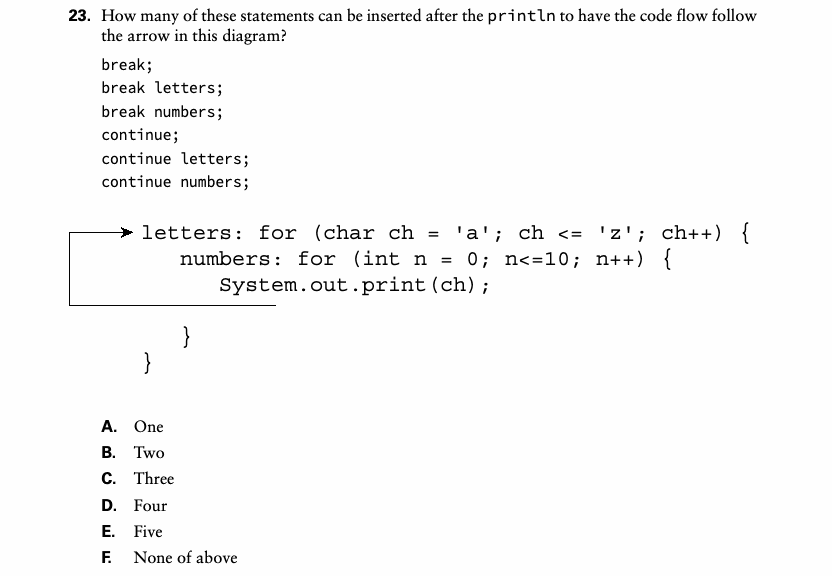 23. How many of these statements can be inserted after the println to have the code flow follow
the arrow in this diagram?
break;
break letters;
break numbers;
continue;
continue letters;
continue numbers;
letters: for (char ch = 'a'; ch <= 'z'; ch++) {
numbers: for (int n = 0; n<=10; n++) {
System.out.print(ch);
}
}
A. One
B. Two
C. Three
D. Four
E. Five
F. None of above